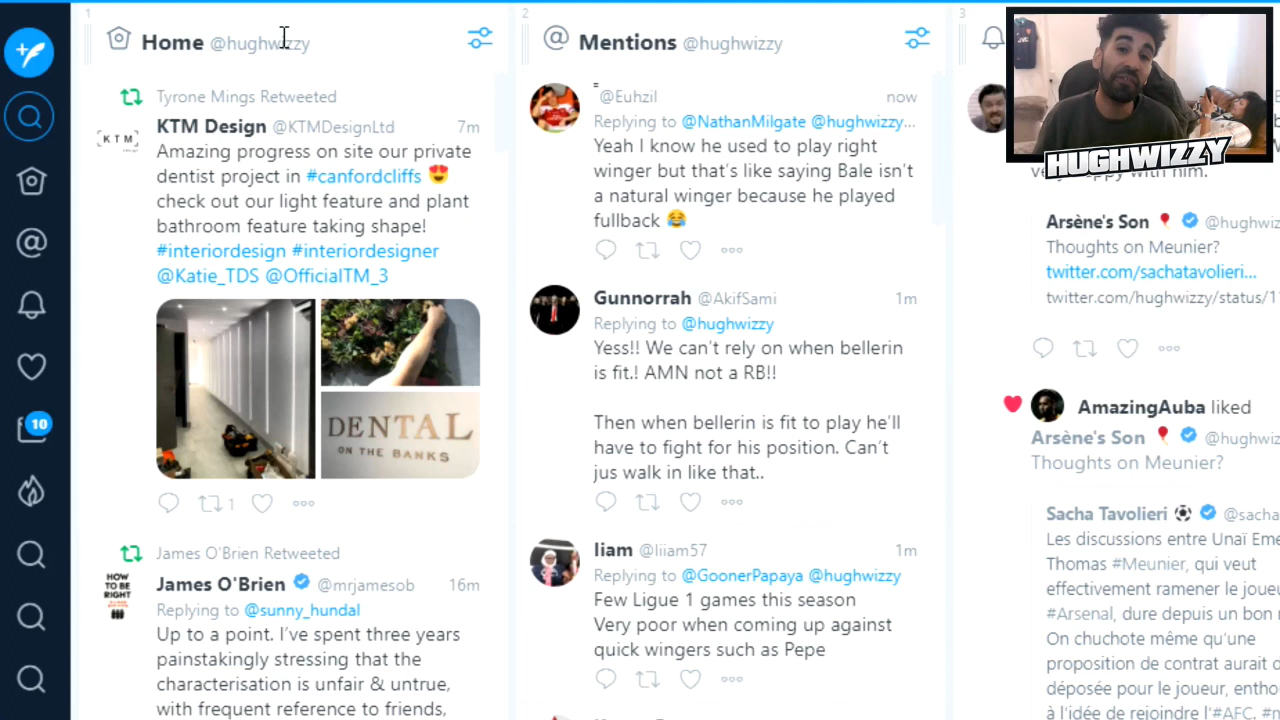 1
Home @hughwizzy
Tyrone Mings Retweeted
KTM
KTM Design @KTMDesignLtd 7m
Amazing progress on site our private
dentist project in #canfordcliffs 😍
check out our light feature and plant
bathroom feature taking shape!
#interiordesign #interiordesigner
@Katie_TDS @OfficialTM_3
DENTAL
ON THE BANKS
1
James O'Brien Retweeted
HOW
TO BE
RIGHT
James O'Brien @mrjamesob 16m
Replying to @sunny_hundal
Up to a point. I've spent three years
painstakingly stressing that the
characterisation is unfair & untrue,
with frequent reference to friends,
10
2
Mentions @hughwizzy
@Euhzil now
Replying to @NathanMilgate @hughwizzy...
Yeah I know he used to play right
winger but that's like saying Bale isn't
a natural winger because he played
fullback 😂
Gunnorrah @AkifSami 1m
Replying to @hughwizzy
Yess!! We can't rely on when bellerin
is fit.! AMN not a RB!!
Then when bellerin is fit to play he'll
have to fight for his position. Can't
jus walk in like that..
liam @liiam57 1m
Replying to @GoonerPapaya @hughwizzy
Few Ligue 1 games this season
Very poor when coming up against
quick wingers such as Pepe
3
HUGHWIZZY
with him.
Arsène's Son 🎈 @hughwiz
Thoughts on Meunier?
twitter.com/sachatavolieri...
twitter.com/hughwizzy/status/1
AmazingAuba liked
Arsène's Son 🎈 @hughwiz
Thoughts on Meunier?
Sacha Tavolieri ⚽ @sacha
Les discussions entre Unaï Eme
Thomas #Meunier, qui veut
effectivement ramener le joueu
#Arsenal, dure depuis un bon
On chuchote même qu'une
proposition de contrat aurait d
déposée pour le joueur, entho
à l'idée de rejoindre l'#AFC.